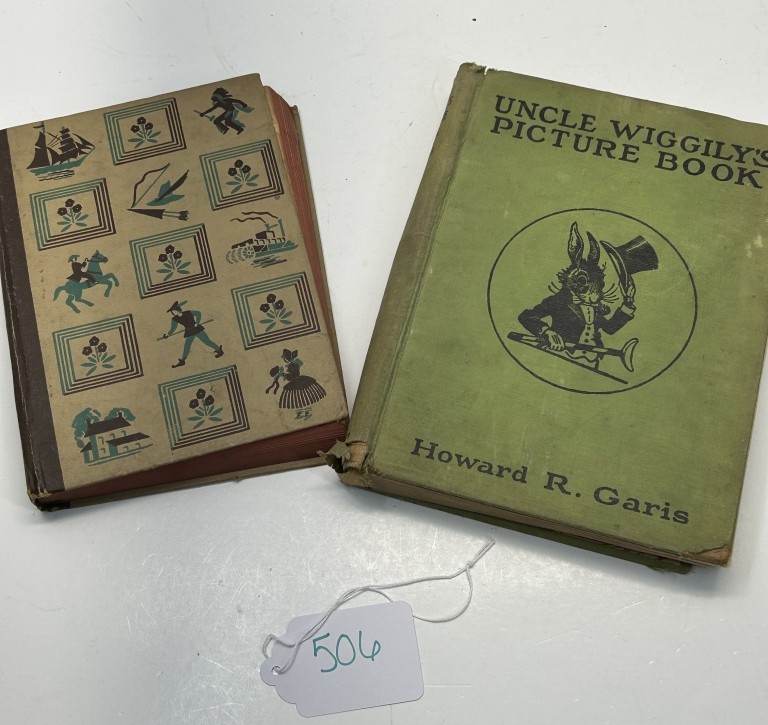 UNCLE WIGGILY'S
PICTURE BOOK
Howard R. Garis
506